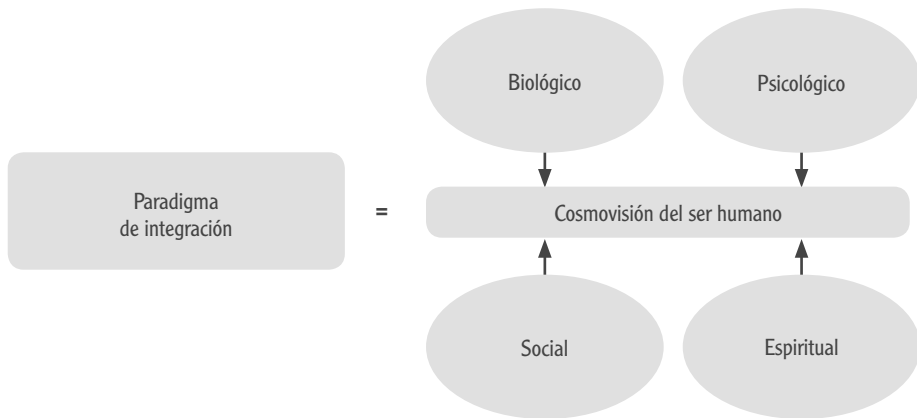 Biológico
Psicológico
Paradigma
de integración
=
Cosmovisión del ser humano
Social
Espiritual